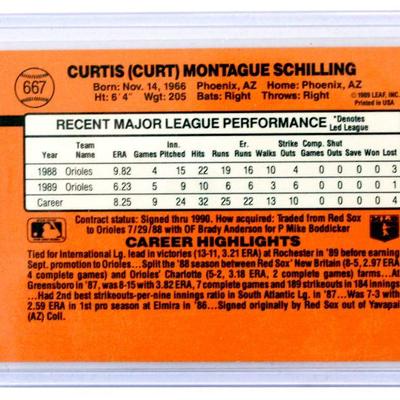 667
CURTIS (CURT) MONTAGUE SCHILLING
Born: Nov. 14, 1966 Phoenix, AZ Home: Phoenix, AZ
Ht: 6'4" Wgt: 205 Bats: Right Throws: Right
©1989 LEAF, INC.
Printed in USA
RECENT MAJOR LEAGUE PERFORMANCE *Denotes Led League
Year Team Name ERA Games Inn. Pitched Hits Runs Er. Runs Walks Strike Outs Comp. Games Shut Outs Save Won Lost
1988 Orioles 9.82 4 15 22 19 16 10 4 0 0 0 0 3
1989 Orioles 6.23 5 9 10 6 6 3 6 0 0 0 0 1
Career 8.25 9 24 32 25 22 13 10 0 0 0 0 4
Contract status: Signed thru 1990. How acquired: Traded from Red Sox
to Orioles 7/29/88 with OF Brady Anderson for P Mike Boddicker
CAREER HIGHLIGHTS
Tied for International Lg. lead in victories (13-11, 3.21 ERA) at Rochester in '89 before earning
Sept. promotion to Orioles...Split the '88 season between Red Sox' New Britain (8-5, 2.97 ERA
4 complete games) and Orioles' Charlotte (5-2, 3.18 ERA, 2 complete games) farms...At
Greensboro in '87, was 8-15 with 3.82 ERA, 7 complete games and 189 strikeouts in 184 innings
...Had 2nd best strikeouts-per-nine innings ratio in South Atlantic Lg. in '87...Was 7-3 with
2.59 ERA in 1st pro season at Elmira in '86...Signed originally by Red Sox out of Yavapai
(AZ) Coll.